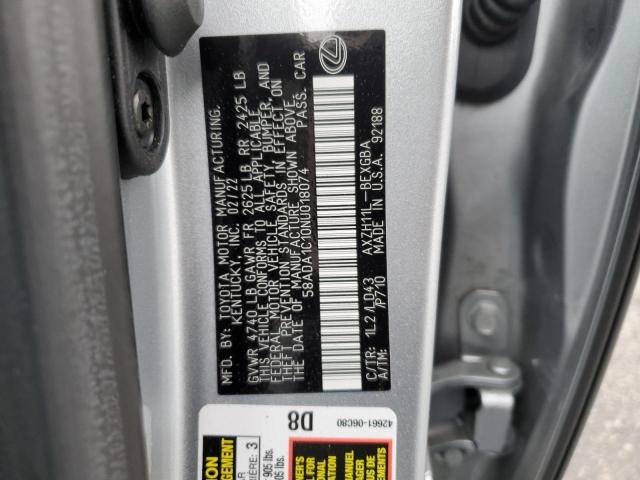 MFD. BY: TOYOTA MOTOR MANUFACTURING,
KENTUCKY, INC. 02/22
GVWR 4740 LB GAWR FR 2625 LB RR 2425 LB
THIS VEHICLE CONFORMS TO ALL APPLICABLE
FEDERAL MOTOR VEHICLE SAFETY, BUMPER, AND
THEFT PREVENTION STANDARDS IN EFFECT ON
THE DATE OF MANUFACTURE SHOWN ABOVE.
58ADA1C10NU018074 PASS. CAR
C/TR: 1L2/LD43 AXZH11L-BEXGBA
A/TM: /P710 MADE IN U.S.A. 92188
D8
42661-06C80
3
905 lbs.